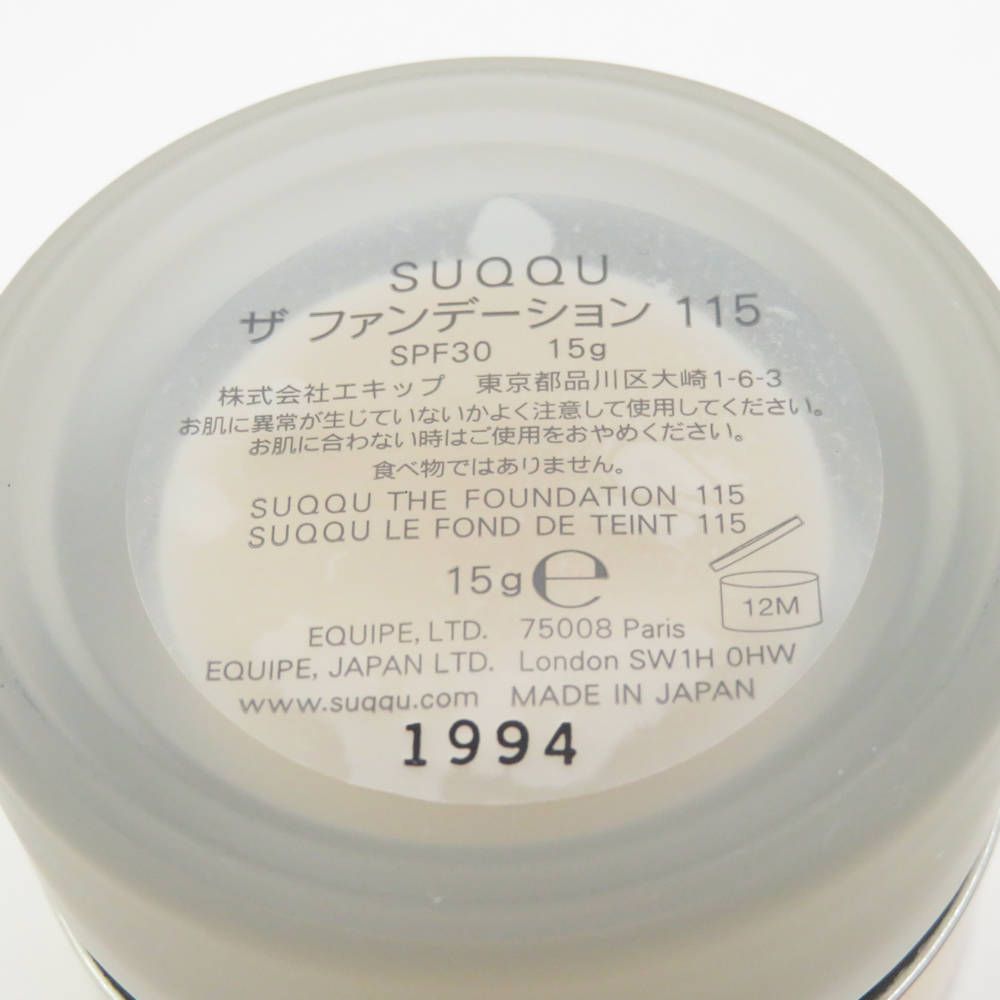 SUQQU
ザ ファンデーション 115
SPF30 15g
株式会社エキップ 東京都品川区大崎1-6-3
お肌に異常が生じていないかよく注意して使用してください。
お肌に合わない時はご使用をおやめください。
食べ物ではありません。
SUQQU THE FOUNDATION 115
SUQQU LE FOND DE TEINT 115
15g e
12M
EQUIPE, LTD. 75008 Paris
EQUIPE, JAPAN LTD. London SW1H 0HW
www.suqqu.com MADE IN JAPAN
1994